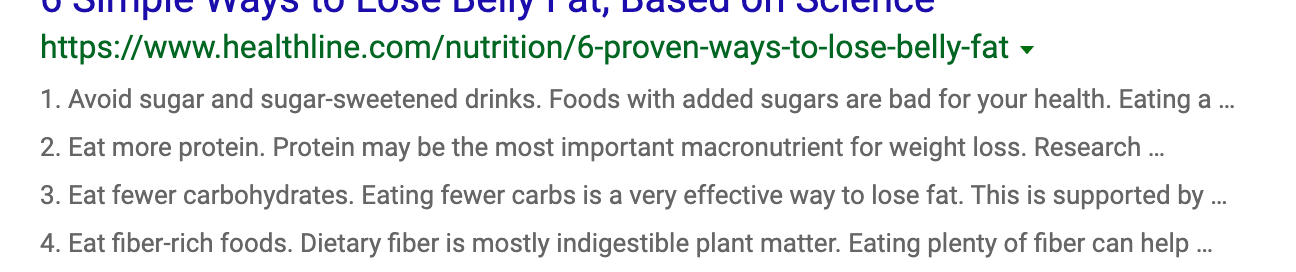 6 Simple Ways to Lose Belly Fat, Based on Science
https://www.healthline.com/nutrition/6-proven-ways-to-lose-belly-fat
1. Avoid sugar and sugar-sweetened drinks. Foods with added sugars are bad for your health. Eating a ...
2. Eat more protein. Protein may be the most important macronutrient for weight loss. Research ...
3. Eat fewer carbohydrates. Eating fewer carbs is a very effective way to lose fat. This is supported by ...
4. Eat fiber-rich foods. Dietary fiber is mostly indigestible plant matter. Eating plenty of fiber can help ...